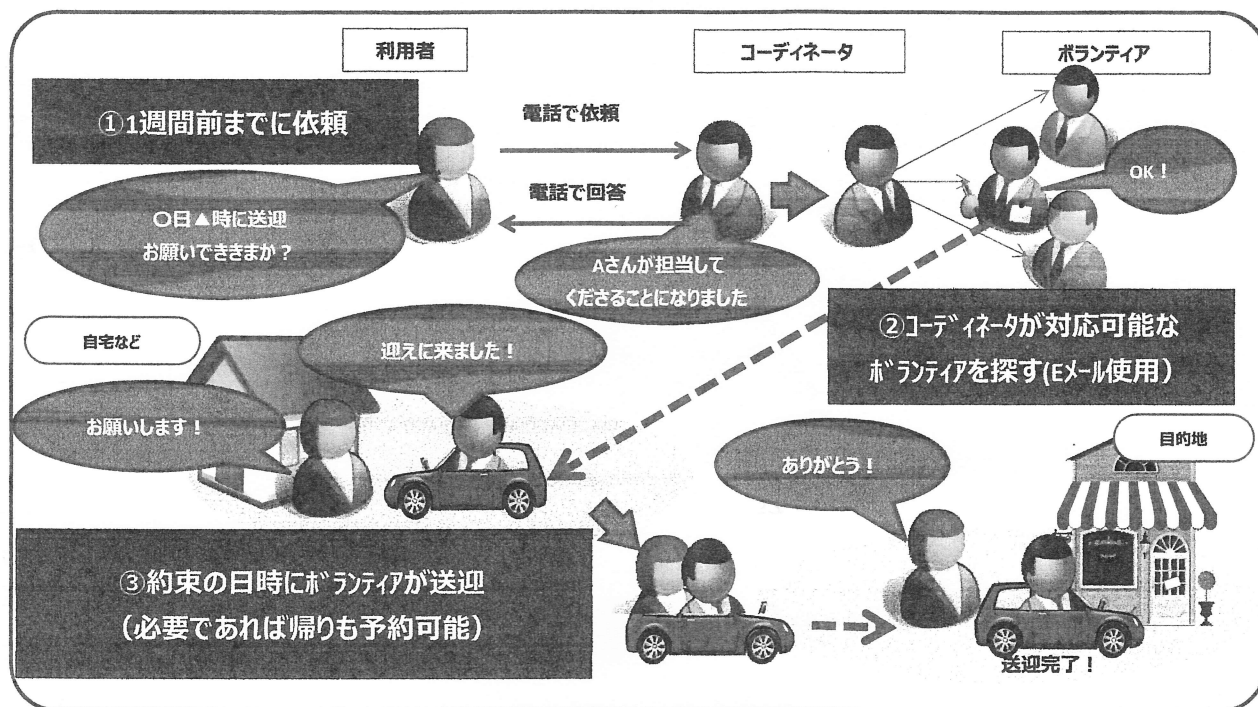 利用者
コーディネータ
ボランティア
①1週間前までに依頼
電話で依頼
電話で回答
OK！
〇日▲時に送迎
お願いでききまか？
Aさんが担当して
くださることになりました
②ｺｰﾃﾞｨﾈｰﾀが対応可能な
ﾎﾞﾗﾝﾃｨｱを探す(Eﾒｰﾙ使用）
自宅など
迎えに来ました！
お願いします！
目的地
ありがとう！
③約束の日時にﾎﾞﾗﾝﾃｨｱが送迎
（必要であれば帰りも予約可能）
送迎完了！